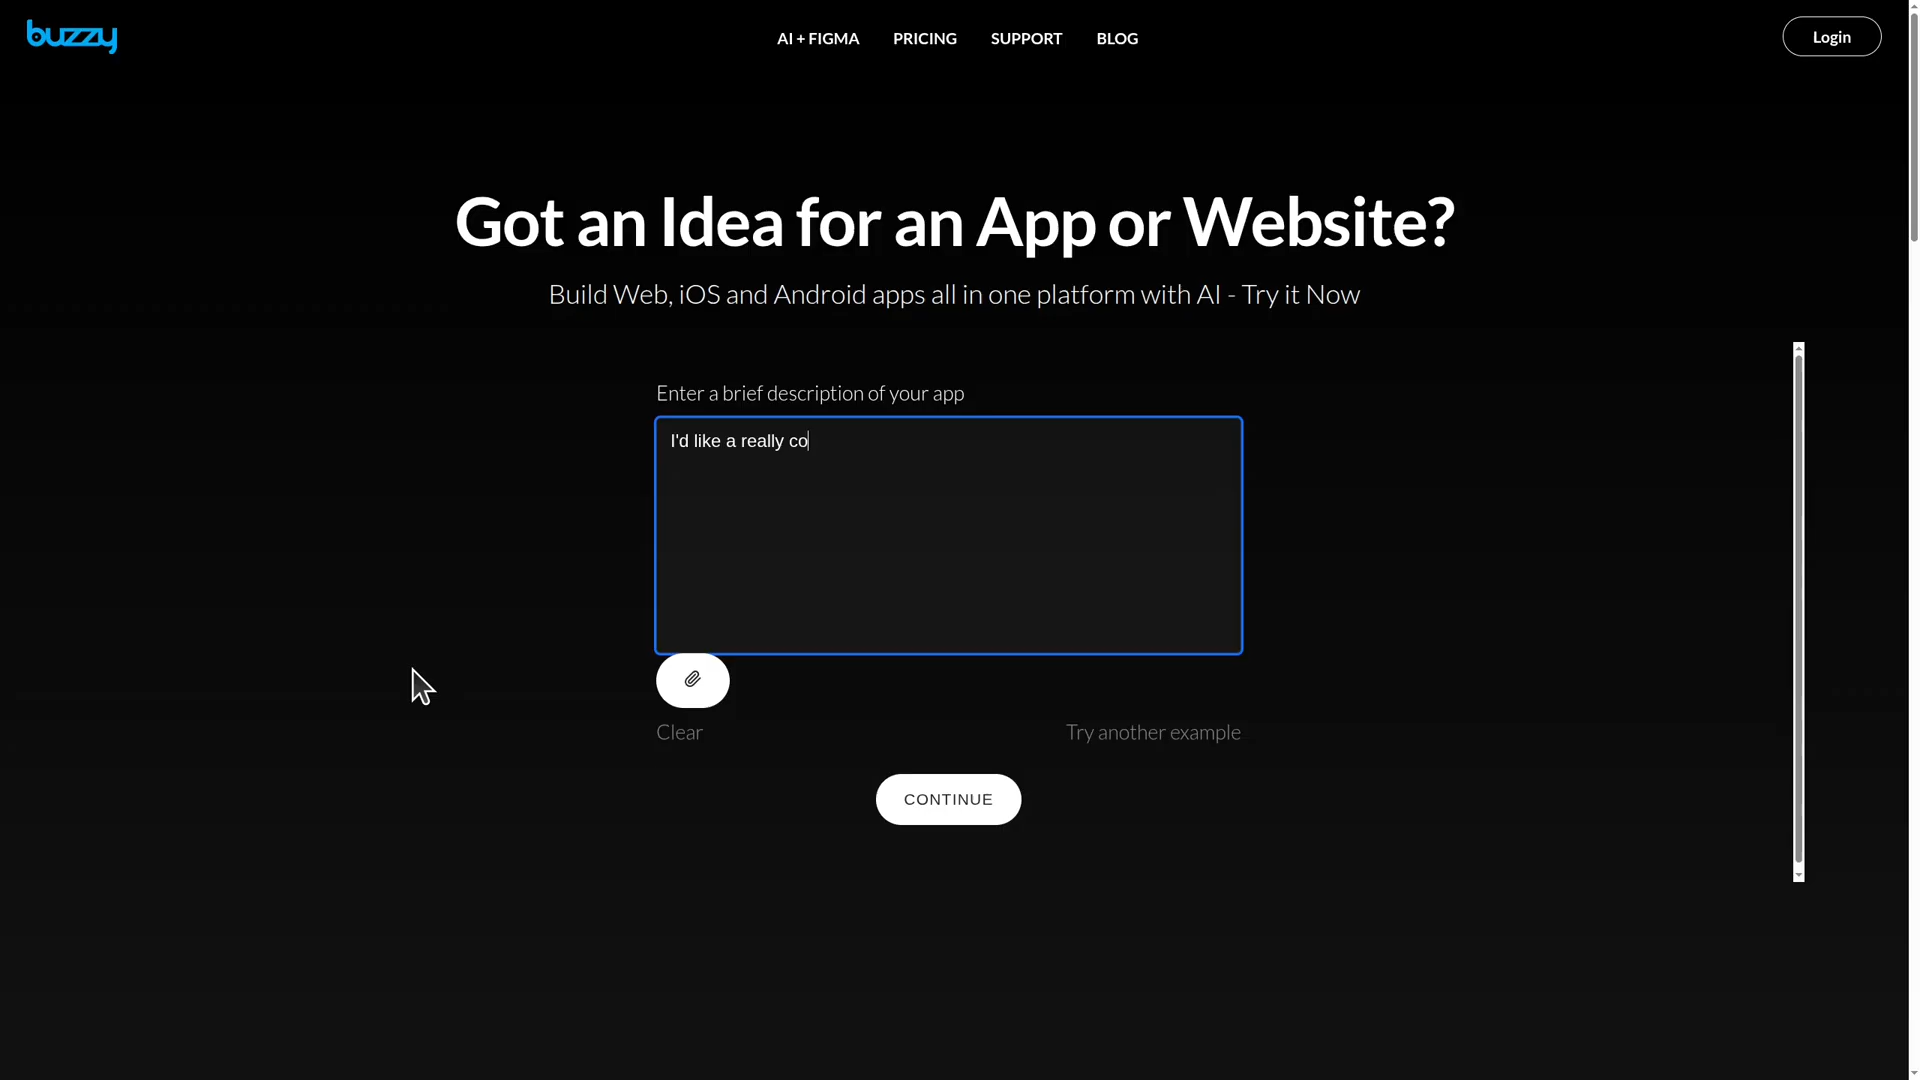 buzzy
AI + FIGMA
PRICING
SUPPORT
BLOG
Login
Got an Idea for an App or Website?
Build Web, iOS and Android apps all in one platform with AI - Try it Now
Enter a brief description of your app
I'd like a really co
Clear
Try another example
CONTINUE